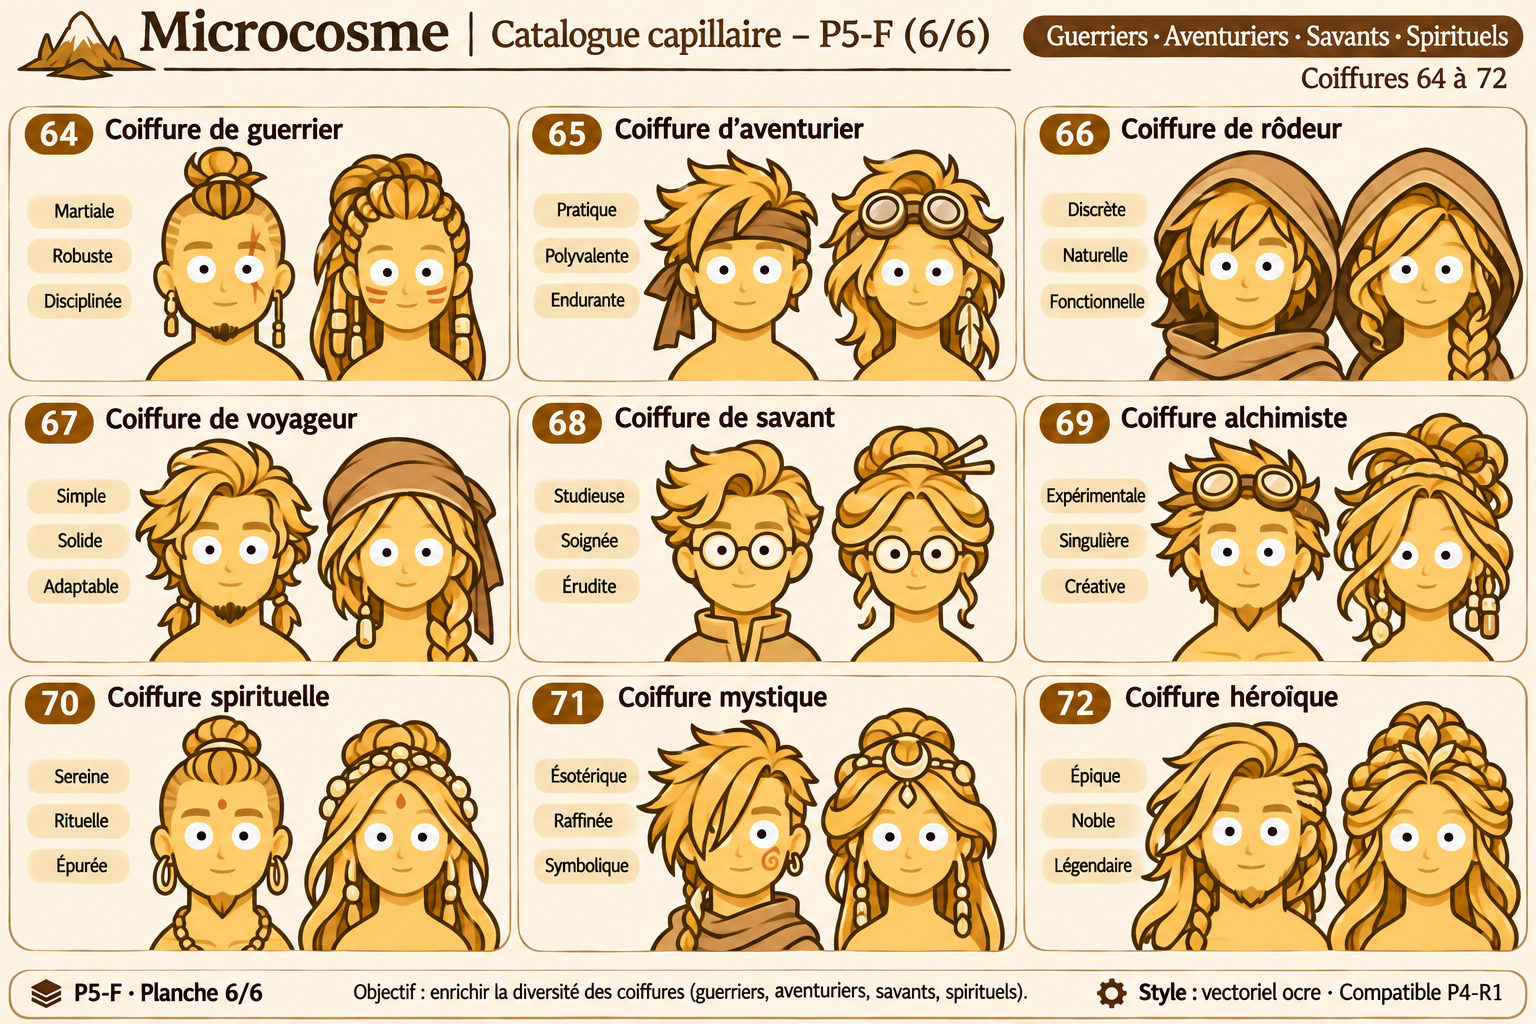 Microcosme | Catalogue capillaire – P5-F (6/6)
Guerriers · Aventuriers · Savants · Spirituels
Coiffures 64 à 72
64 Coiffure de guerrier
Martiale
Robuste
Disciplinée
65 Coiffure d’aventurier
Pratique
Polyvalente
Endurante
66 Coiffure de rôdeur
Discrète
Naturelle
Fonctionnelle
67 Coiffure de voyageur
Simple
Solide
Adaptable
68 Coiffure de savant
Studieuse
Soignée
Érudite
69 Coiffure alchimiste
Expérimentale
Singulière
Créative
70 Coiffure spirituelle
Sereine
Rituelle
Épurée
71 Coiffure mystique
Ésotérique
Raffinée
Symbolique
72 Coiffure héroïque
Épique
Noble
Légendaire
P5-F · Planche 6/6
Objectif : enrichir la diversité des coiffures (guerriers, aventuriers, savants, spirituels).
Style : vectoriel ocre · Compatible P4-R1